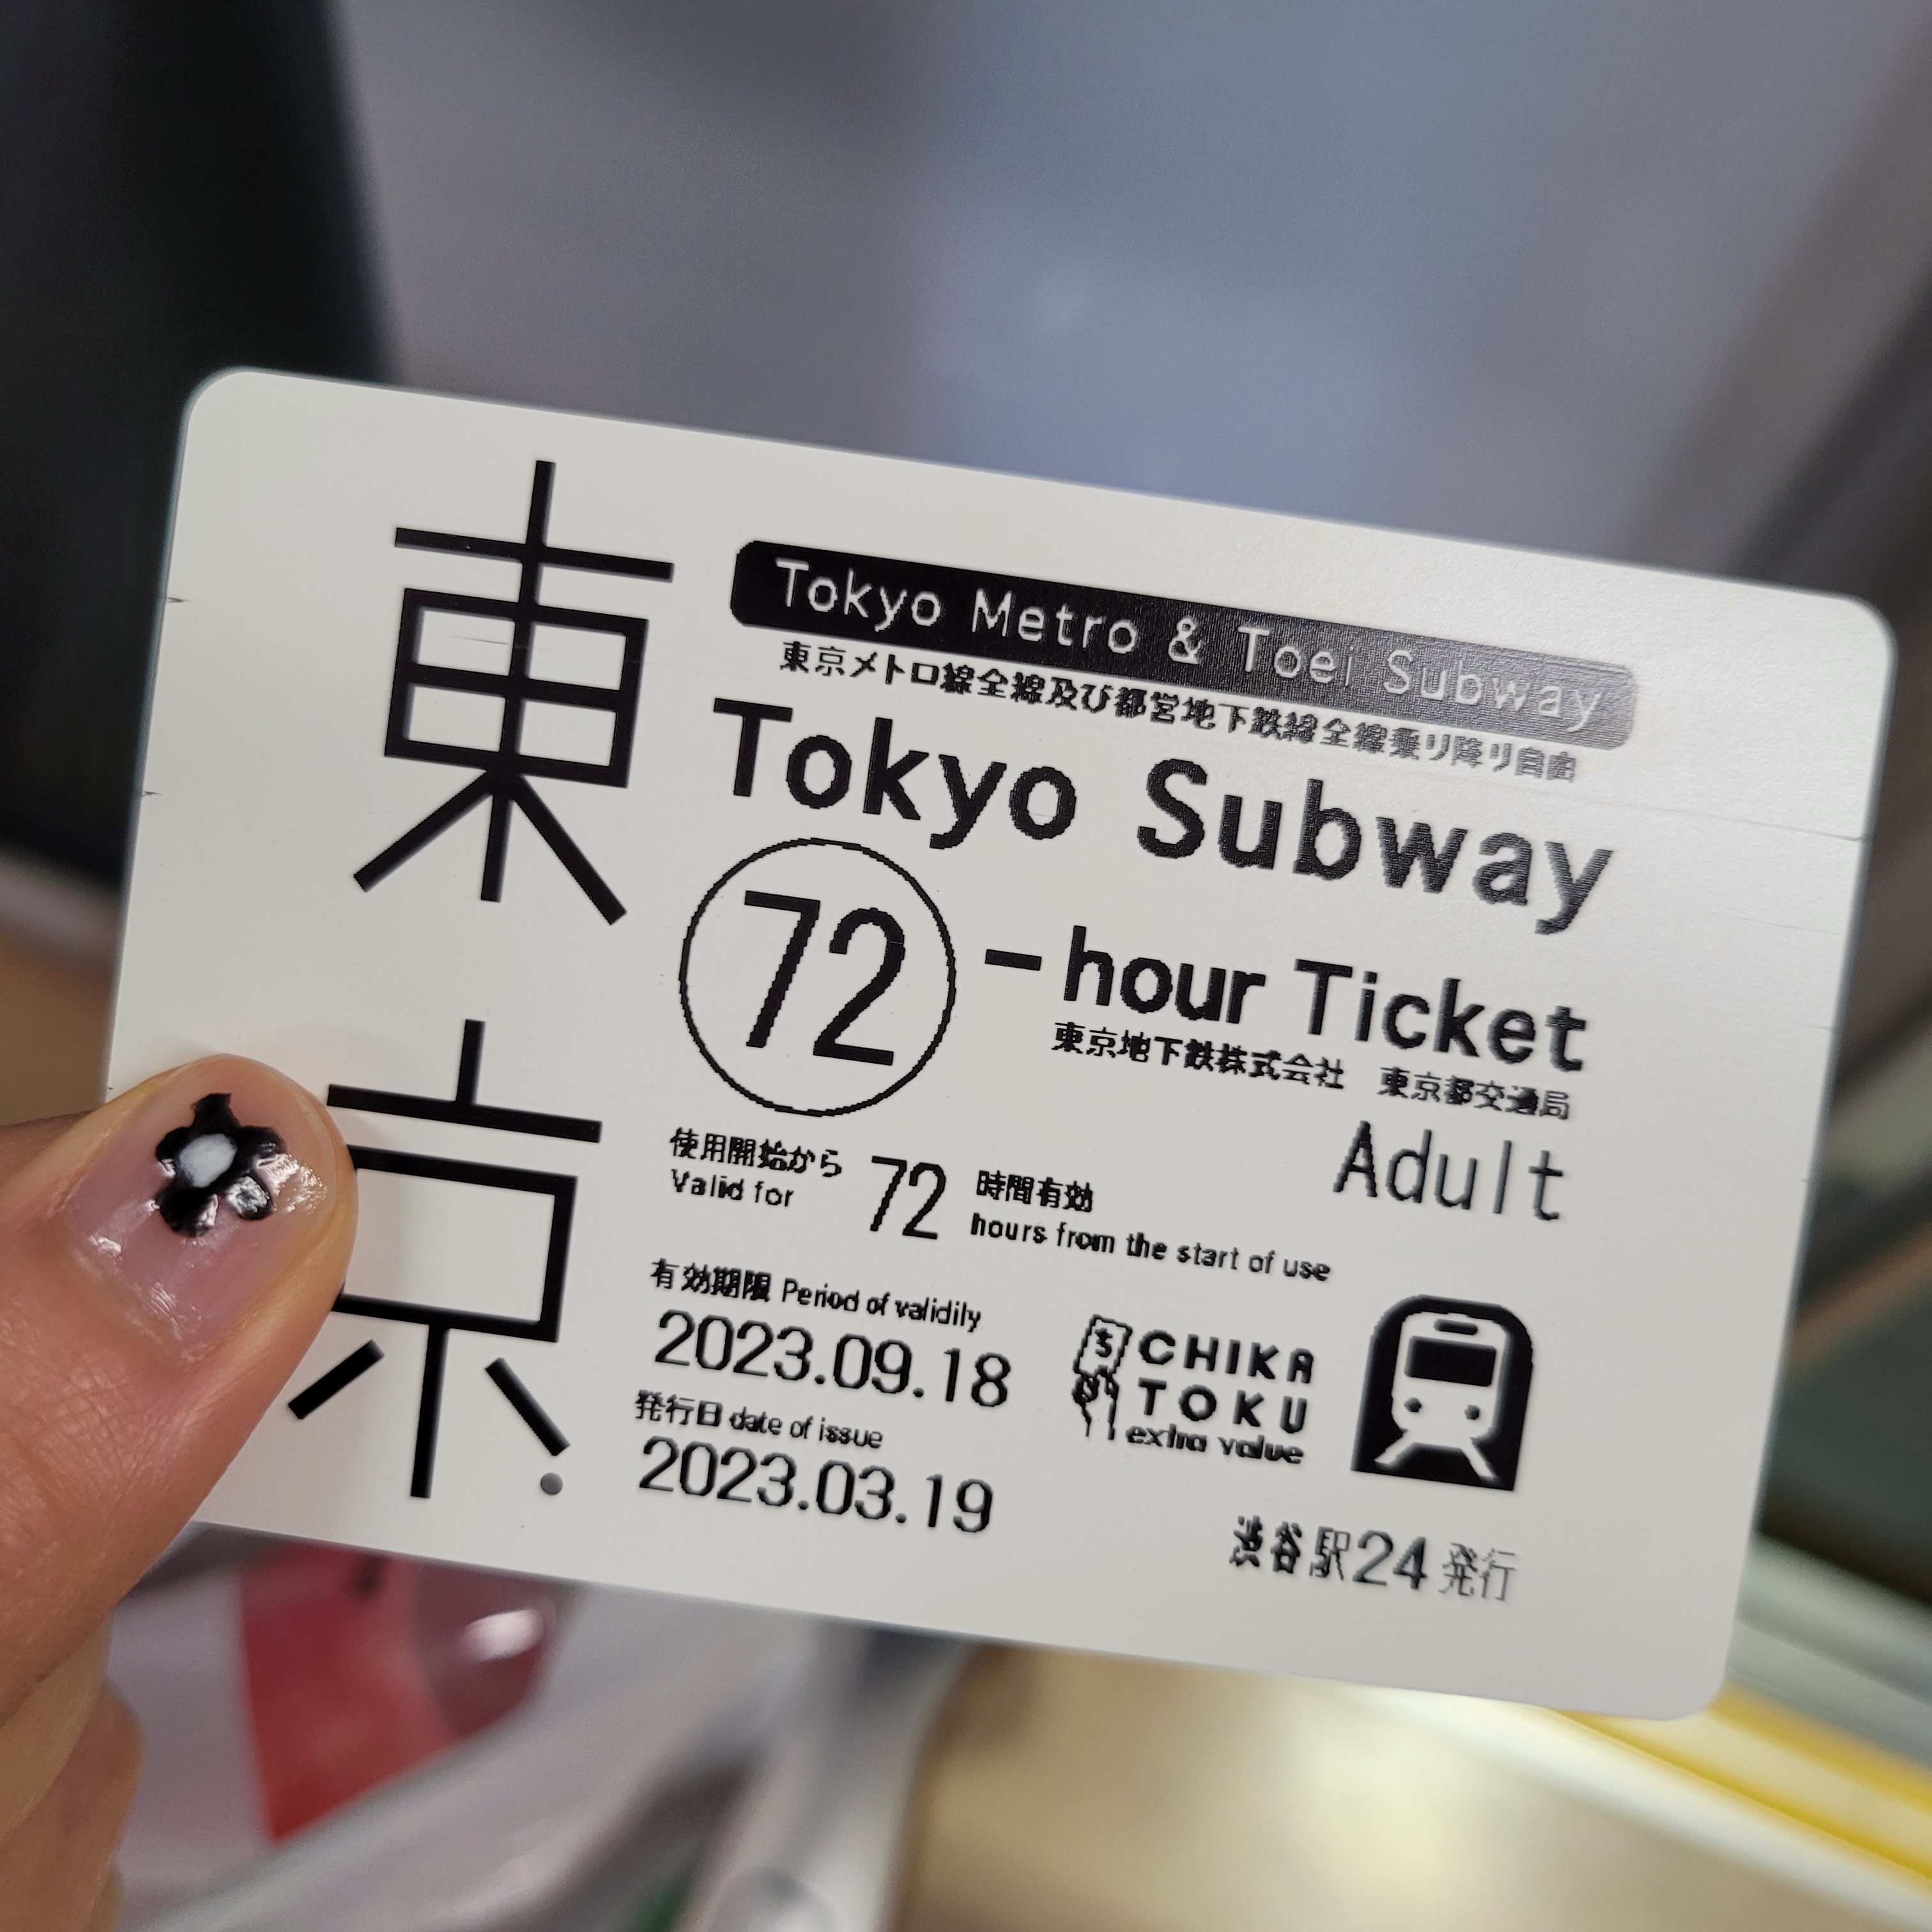 東京
Tokyo Metro & Toei Subway
東京メトロ線全線及び都営地下鉄線全線乗り降り自由
Tokyo Subway
72-hour Ticket
東京地下鉄株式会社 東京都交通局
Adult
使用開始から 72 時間有効
Valid for 72 hours from the start of use
有効期限 Period of validily
2023.09.18
発行日 date of issue
2023.03.19
CHIKA
TOKU
extra value
渋谷駅24発行